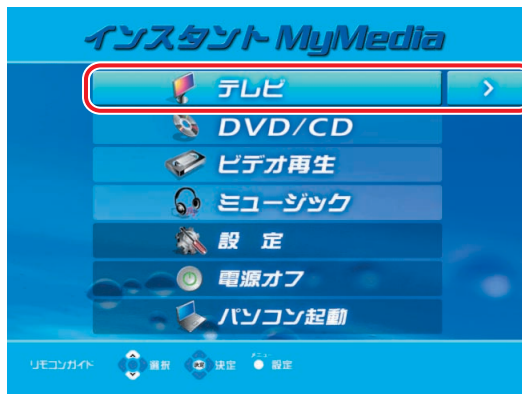 インスタント MyMedia
テレビ >
DVD/CD
ビデオ再生
ミュージック
設 定
電源オフ
パソコン起動
メニュー
リモコンガイド 選択 決定 決定 設定